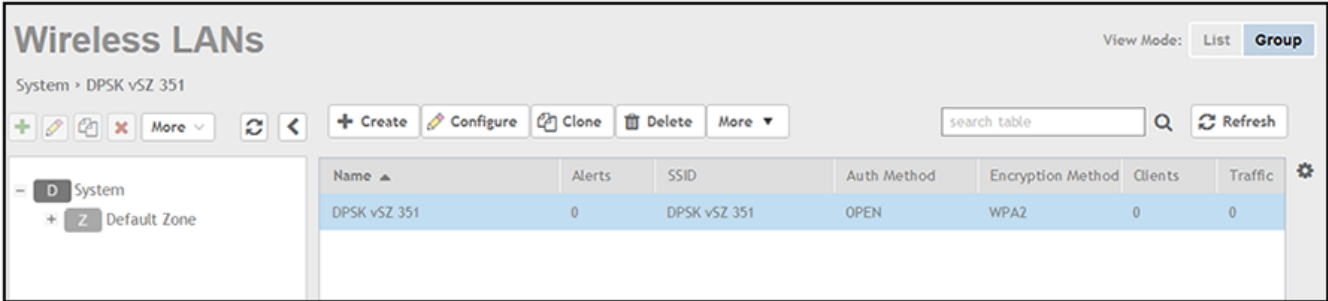 Wireless LANs
View Mode: List Group
System > DPSK vSZ 351
More
+ Create Configure Clone Delete More ▼ search table Refresh
- D System
+ Z Default Zone
Name ▲ Alerts SSID Auth Method Encryption Method Clients Traffic
DPSK vSZ 351 0 DPSK vSZ 351 OPEN WPA2 0 0